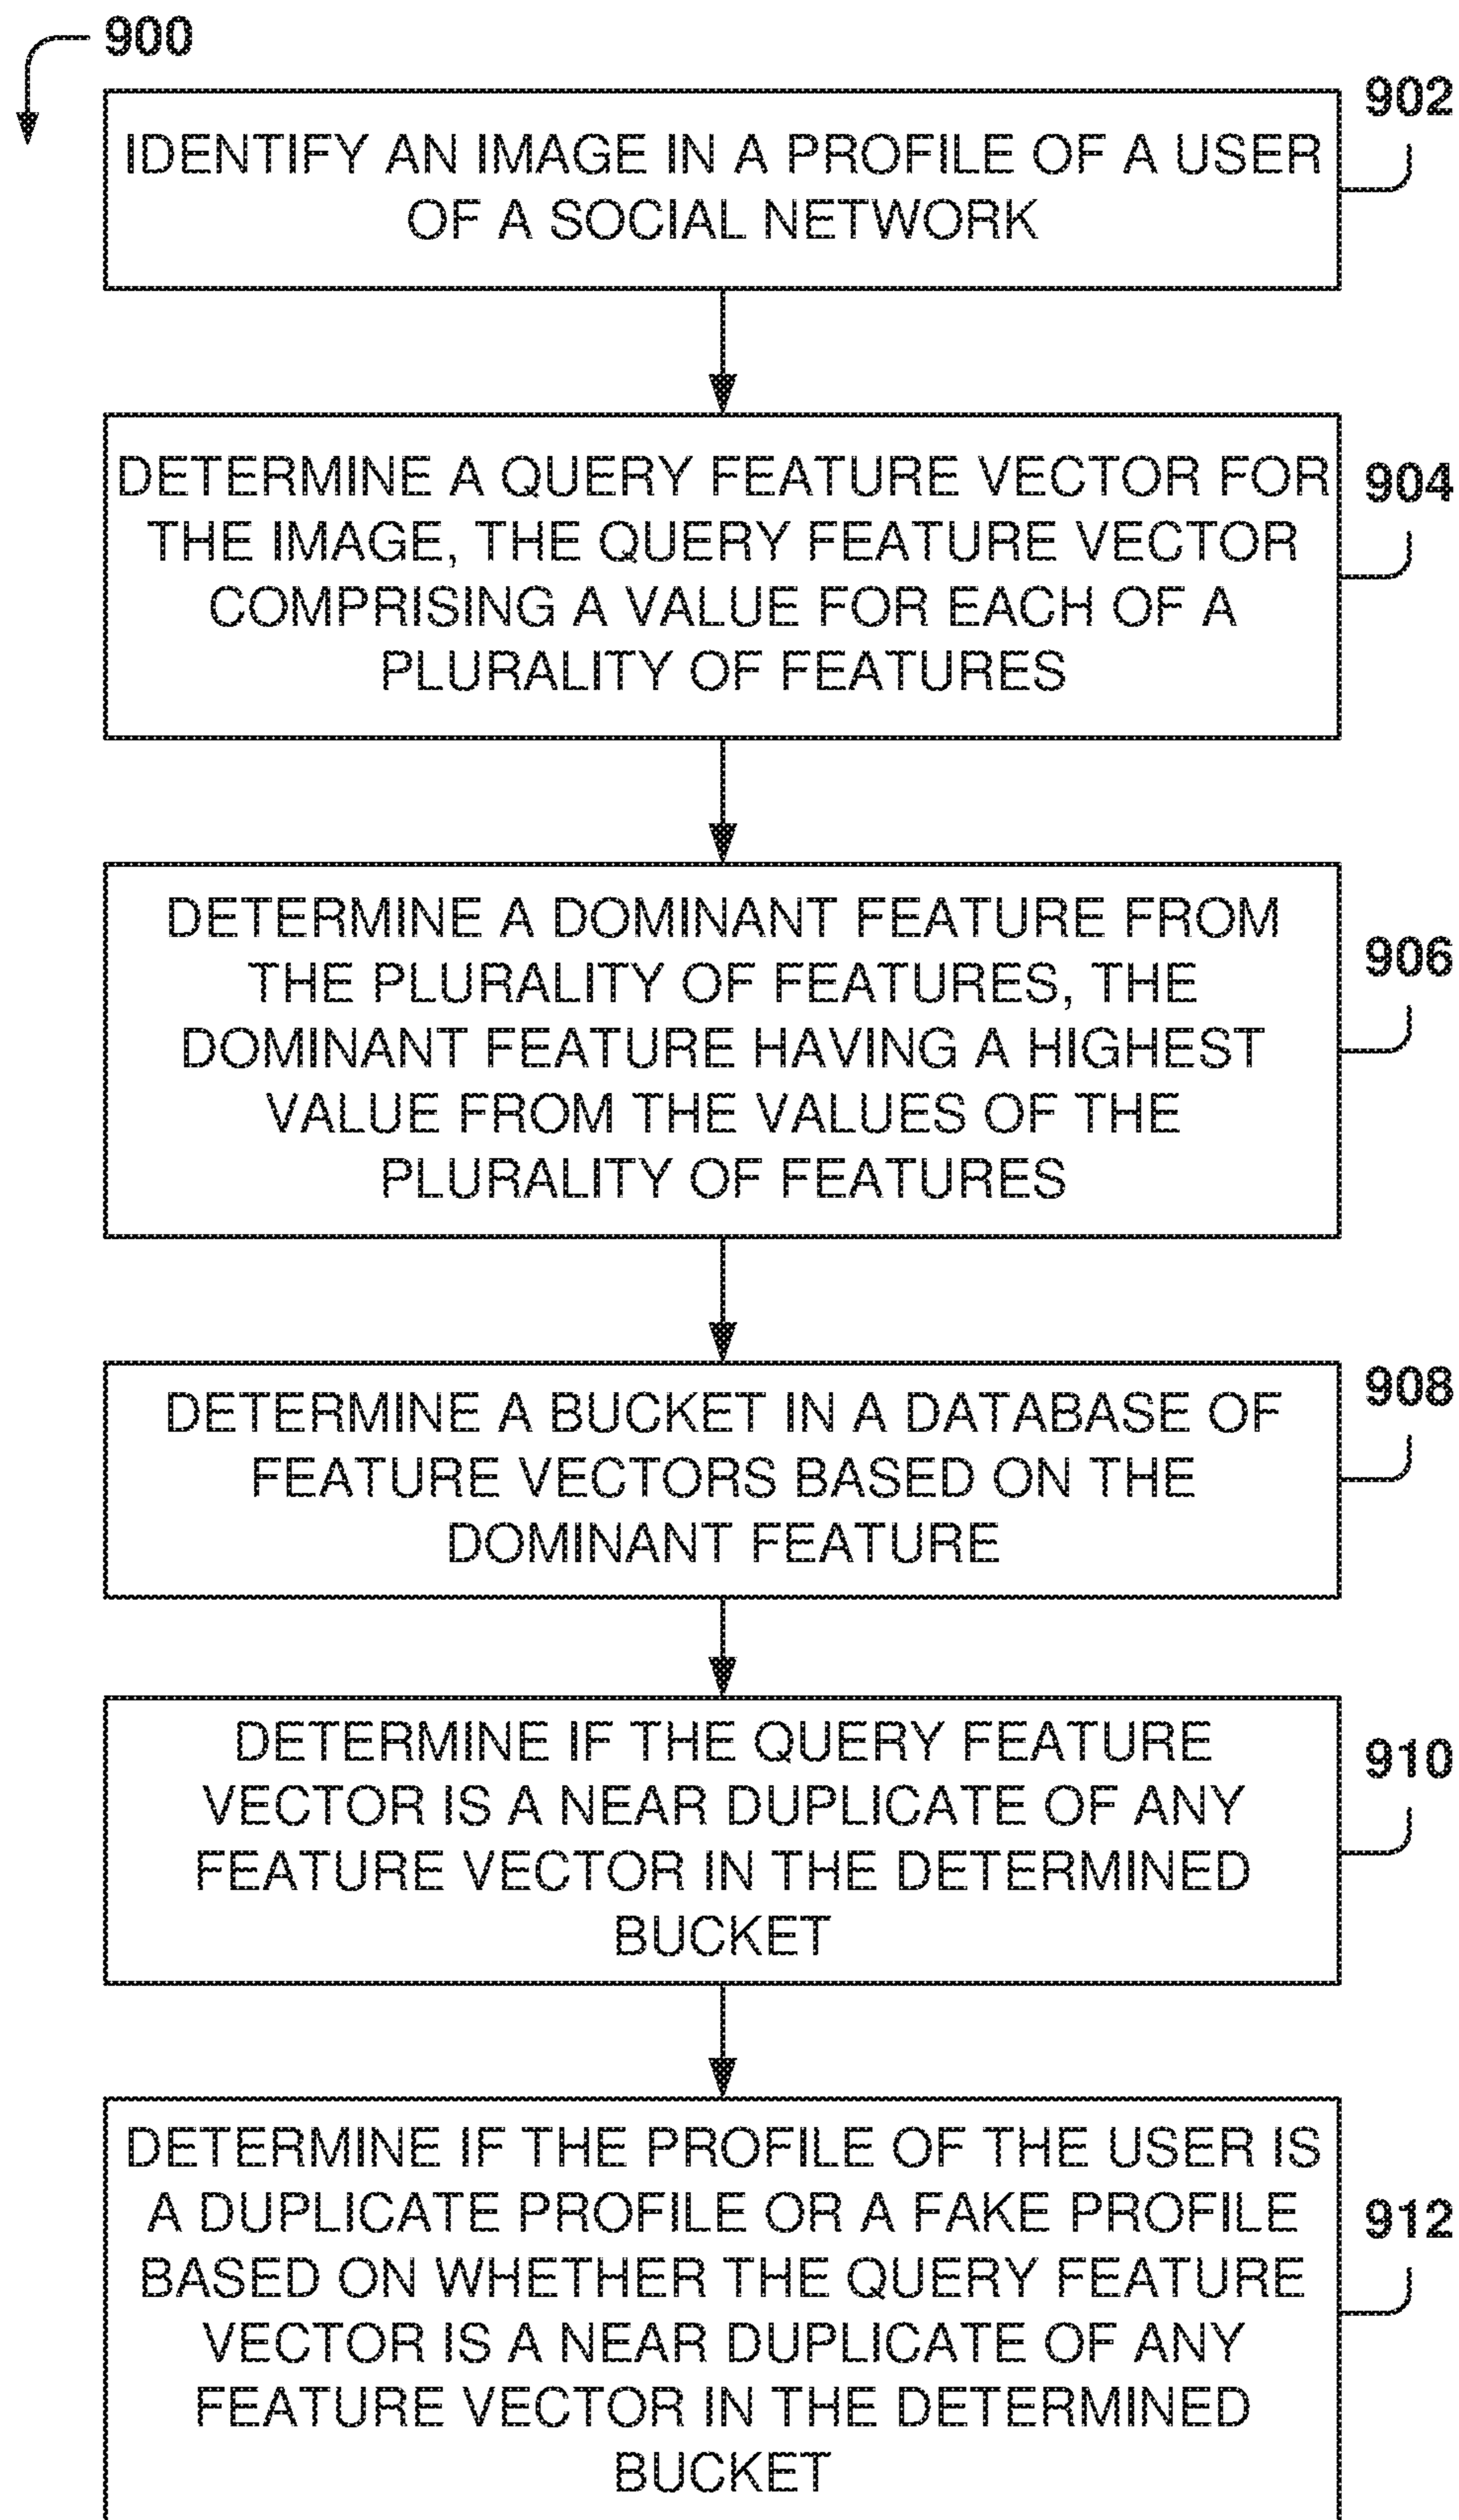 900
902
IDENTIFY AN IMAGE IN A PROFILE OF A USER
OF A SOCIAL NETWORK
904
DETERMINE A QUERY FEATURE VECTOR FOR
THE IMAGE, THE QUERY FEATURE VECTOR
COMPRISING A VALUE FOR EACH OF A
PLURALITY OF FEATURES
906
DETERMINE A DOMINANT FEATURE FROM
THE PLURALITY OF FEATURES, THE
DOMINANT FEATURE HAVING A HIGHEST
VALUE FROM THE VALUES OF THE
PLURALITY OF FEATURES
908
DETERMINE A BUCKET IN A DATABASE OF
FEATURE VECTORS BASED ON THE
DOMINANT FEATURE
910
DETERMINE IF THE QUERY FEATURE
VECTOR IS A NEAR DUPLICATE OF ANY
FEATURE VECTOR IN THE DETERMINED
BUCKET
912
DETERMINE IF THE PROFILE OF THE USER IS
A DUPLICATE PROFILE OR A FAKE PROFILE
BASED ON WHETHER THE QUERY FEATURE
VECTOR IS A NEAR DUPLICATE OF ANY
FEATURE VECTOR IN THE DETERMINED
BUCKET